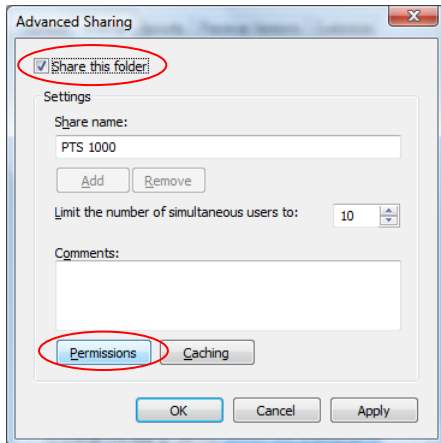 Advanced Sharing
Share this folder
Settings
Share name:
PTS 1000
Add Remove
Limit the number of simultaneous users to: 10
Comments:
Permissions Caching
OK Cancel Apply